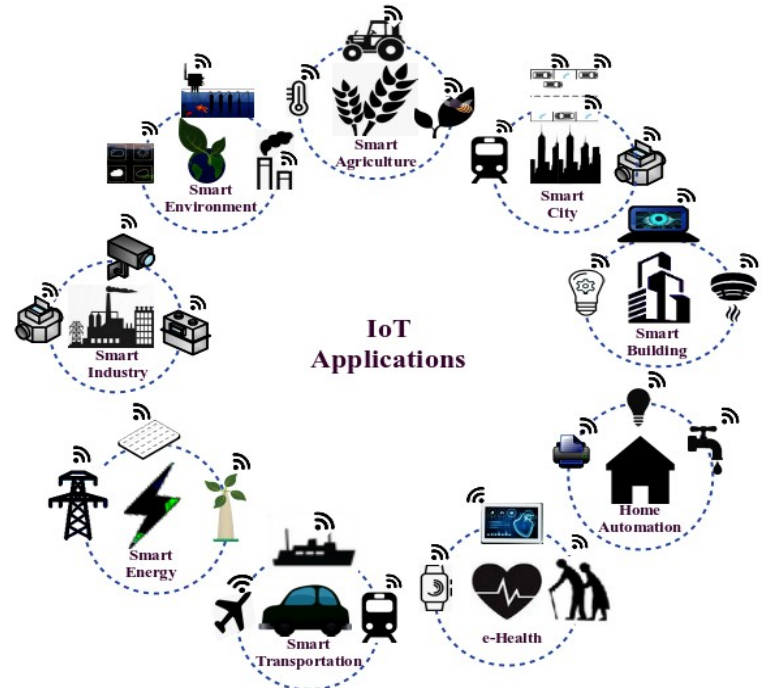 Smart
Agriculture
Smart
Environment
Smart
City
Smart
Industry
IoT
Applications
Smart
Building
Smart
Energy
Home
Automation
Smart
Transportation
e-Health